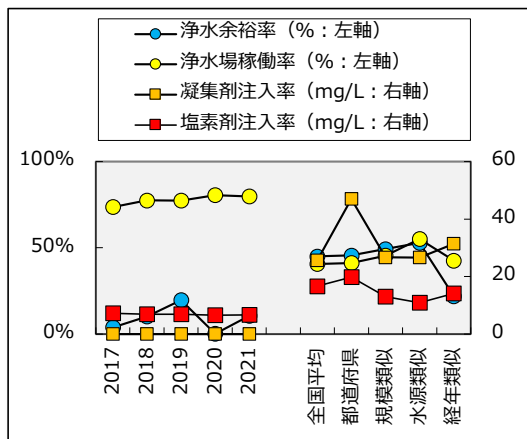 浄水余裕率（%：左軸）
浄水場稼働率（%：左軸）
凝集剤注入率（mg/L：右軸）
塩素剤注入率（mg/L：右軸）
100%
60
40
50%
20
0%
0
2017
2018
2019
2020
2021
全国平均
都道府県
規模類似
水源類似
経年類似